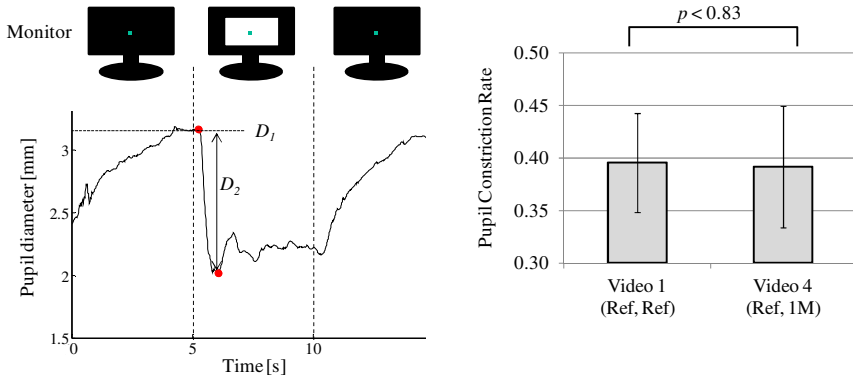 Monitor
Pupil diameter [mm]
3
2.5
2
1.5
D1
D2
0
5
10
Time [s]
p < 0.83
Pupil Constriction Rate
0.50
0.45
0.40
0.35
0.30
Video 1
(Ref, Ref)
Video 4
(Ref, 1M)